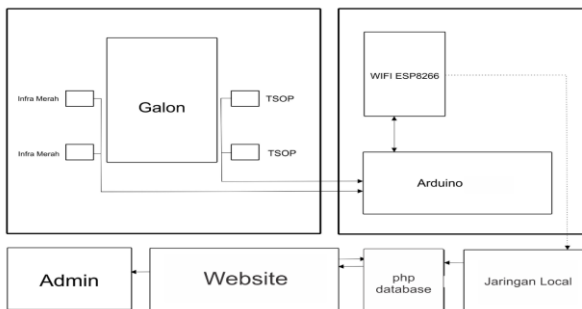 WIFI ESP8266
Infra Merah
Galon
TSOP
Infra Merah
TSOP
Arduino
Admin
Website
php
database
Jaringan Local